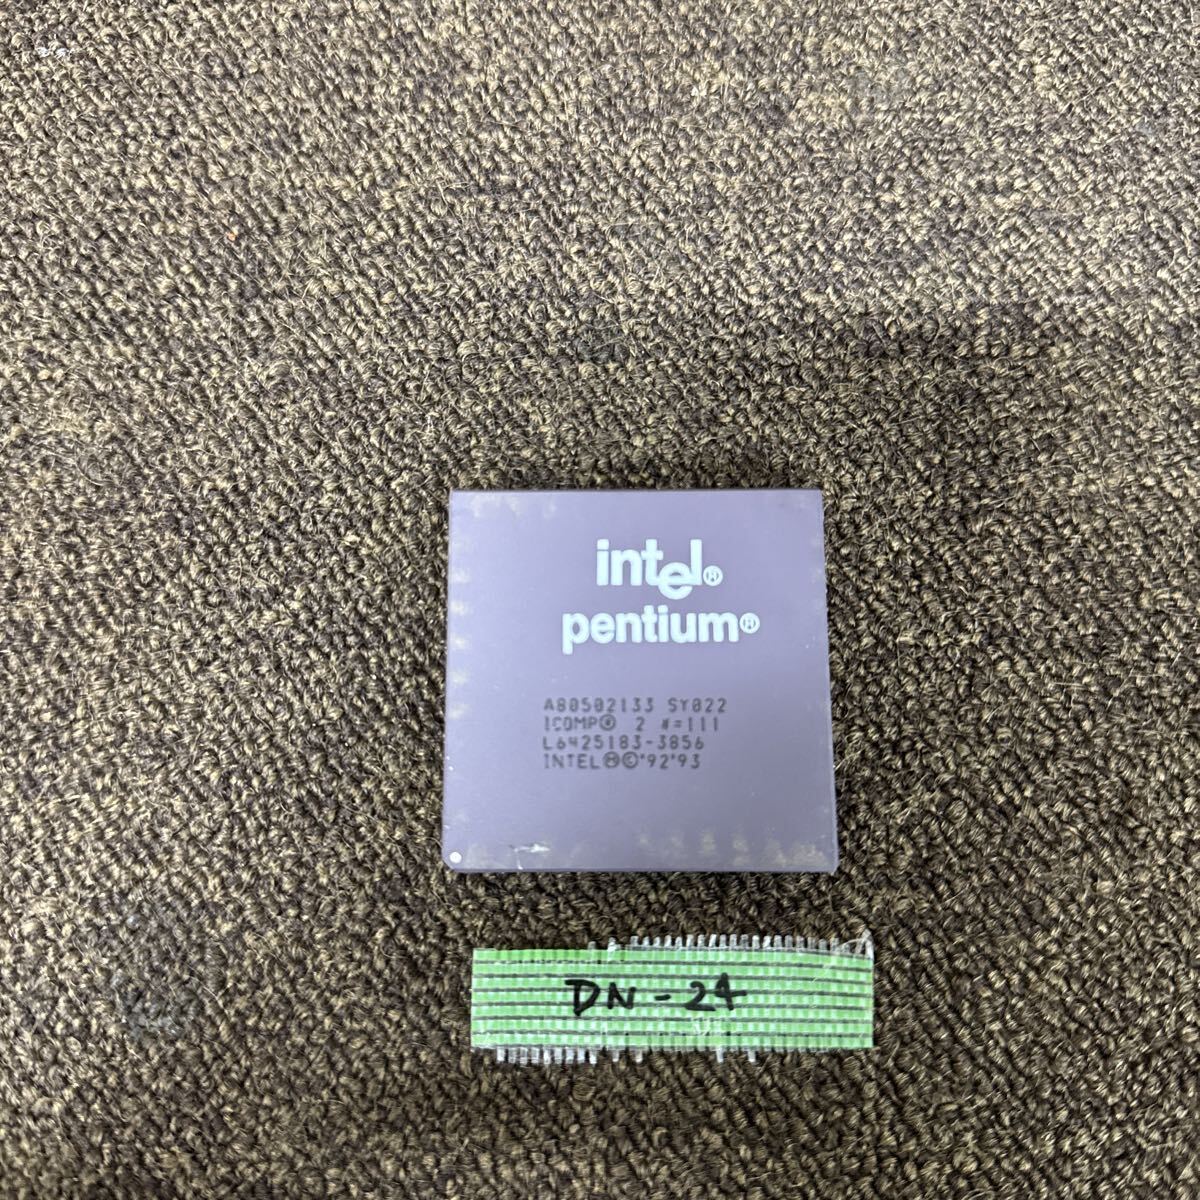 intel®
pentium®
A80502133 SY022
ICOMP® 2 #=111
L6425183-3856
INTEL Ⓜ©'92'93
DN-24